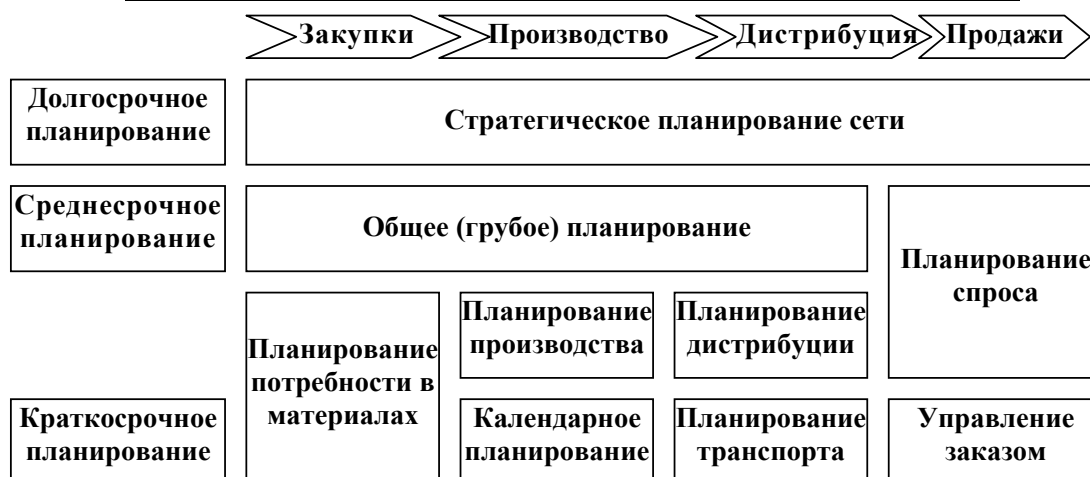 Закупки Производство Дистрибуция Продажи
Долгосрочное
планирование
Стратегическое планирование сети
Среднесрочное
планирование
Общее (грубое) планирование
Планирование
спроса
Планирование
потребности в
материалах
Планирование
производства
Планирование
дистрибуции
Краткосрочное
планирование
Календарное
планирование
Планирование
транспорта
Управление
заказом